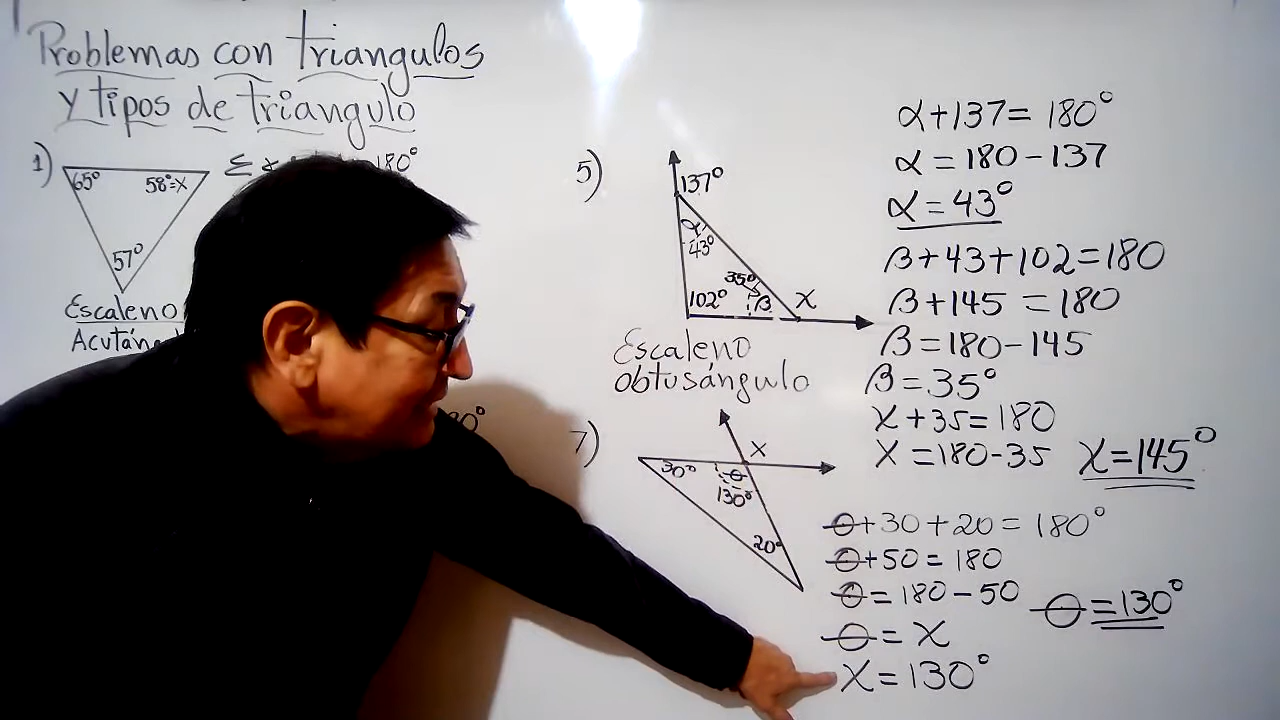 Problemas con triangulos
y tipos de triangulo
1)
65°
58°=x
57°
Escaleno
180°
5)
137°
α
43°
35°
102°
β
x
Escaleno
obtusángulo
7)
x
30°
θ
130°
20°
α+137=180°
α=180-137
α=43°
β+43+102=180
β+145=180
β=180-145
β=35°
x+35=180
x=180-35
x=145°
θ+30+20=180°
θ+50=180
θ=180-50
θ=130°
θ=x
x=130°